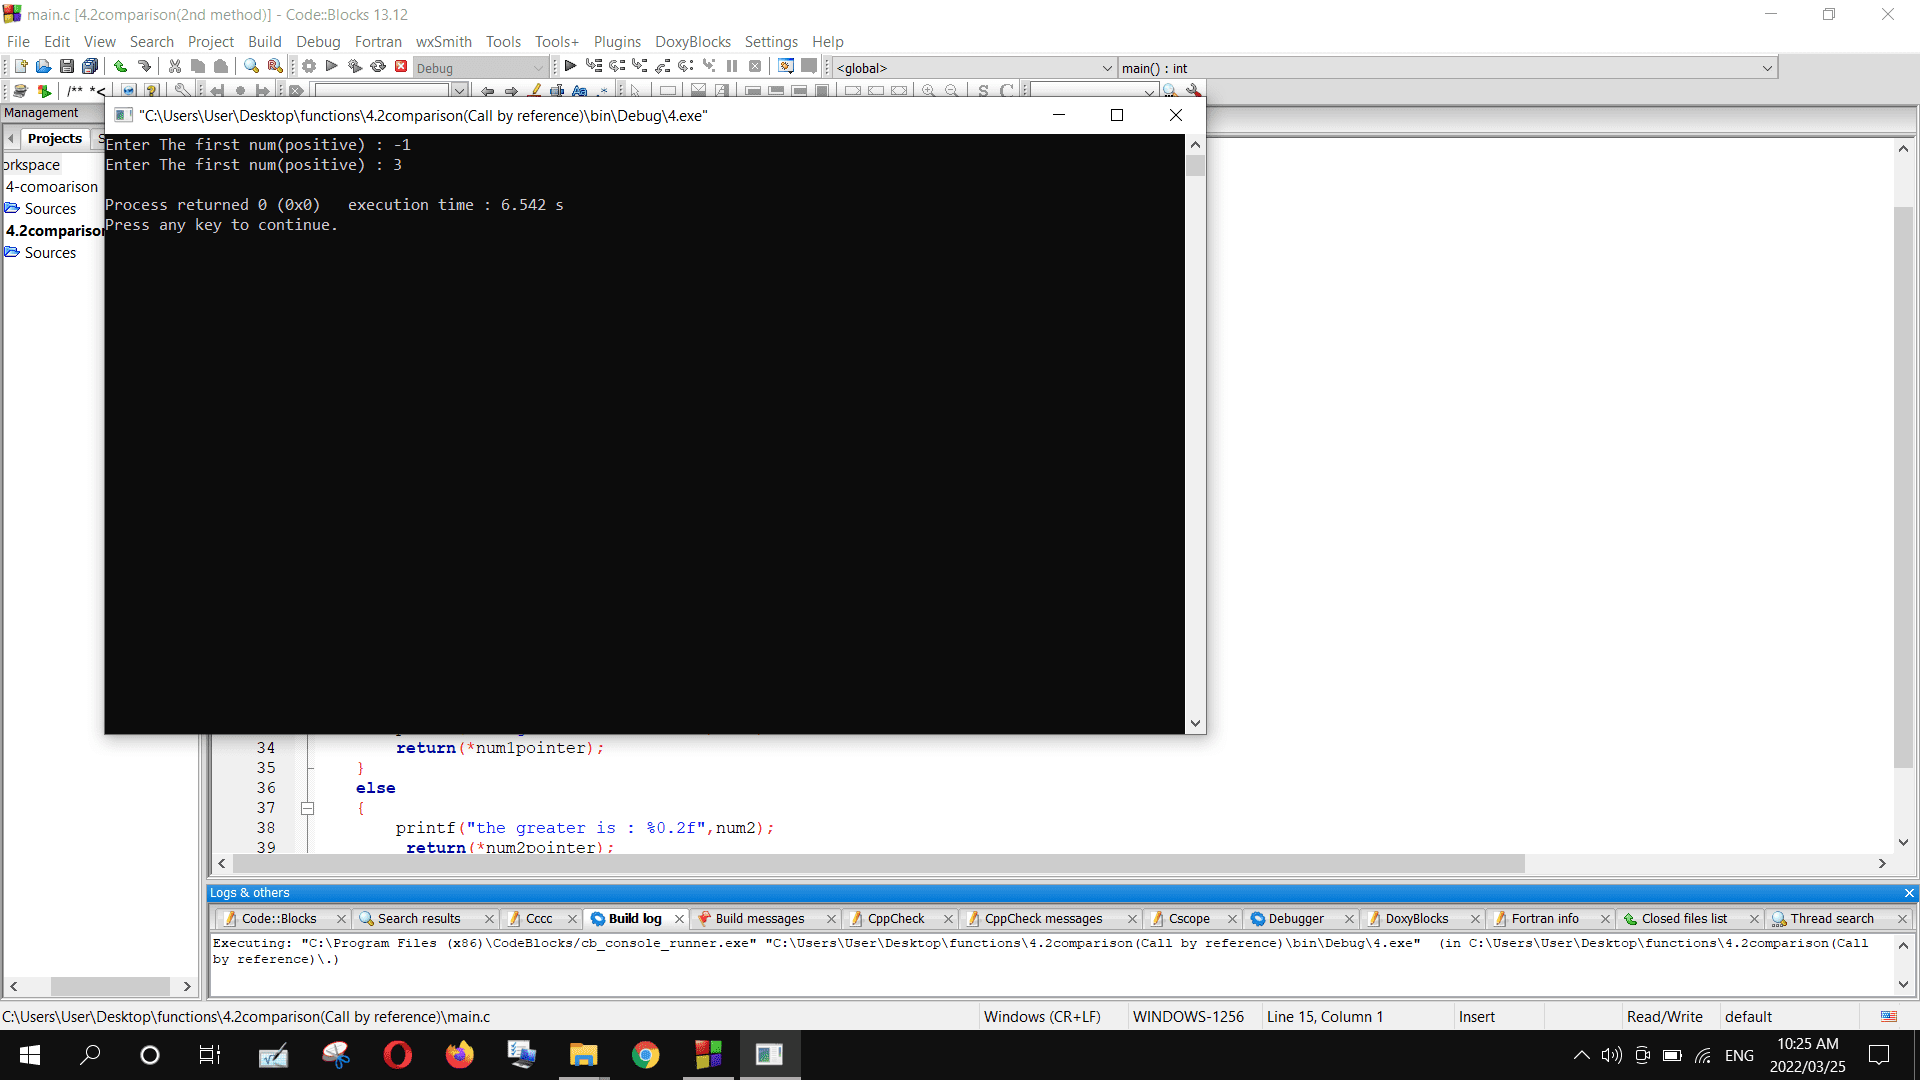 main.c [4.2comparison(2nd method)] - Code::Blocks 13.12
File Edit View Search Project Build Debug Fortran wxSmith Tools Tools+ Plugins DoxyBlocks Settings Help
Debug <global> main() : int
/** *<
Management
"C:\Users\User\Desktop\functions\4.2comparison(Call by reference)\bin\Debug\4.exe"
Projects
orkspace
4-comoarison
Sources
4.2comparison
Sources
Enter The first num(positive) : -1
Enter The first num(positive) : 3
Process returned 0 (0x0)   execution time : 6.542 s
Press any key to continue.
34 return(*num1pointer);
35 }
36 else
37 {
38 printf("the greater is : %0.2f",num2);
39 return(*num2pointer);
Logs & others
Code::Blocks Search results Cccc Build log Build messages CppCheck CppCheck messages Cscope Debugger DoxyBlocks Fortran info Closed files list Thread search
Executing: "C:\Program Files (x86)\CodeBlocks/cb_console_runner.exe" "C:\Users\User\Desktop\functions\4.2comparison(Call by reference)\bin\Debug\4.exe"  (in C:\Users\User\Desktop\functions\4.2comparison(Call
by reference)\.)
C:\Users\User\Desktop\functions\4.2comparison(Call by reference)\main.c Windows (CR+LF) WINDOWS-1256 Line 15, Column 1 Insert Read/Write default
ENG 10:25 AM
2022/03/25